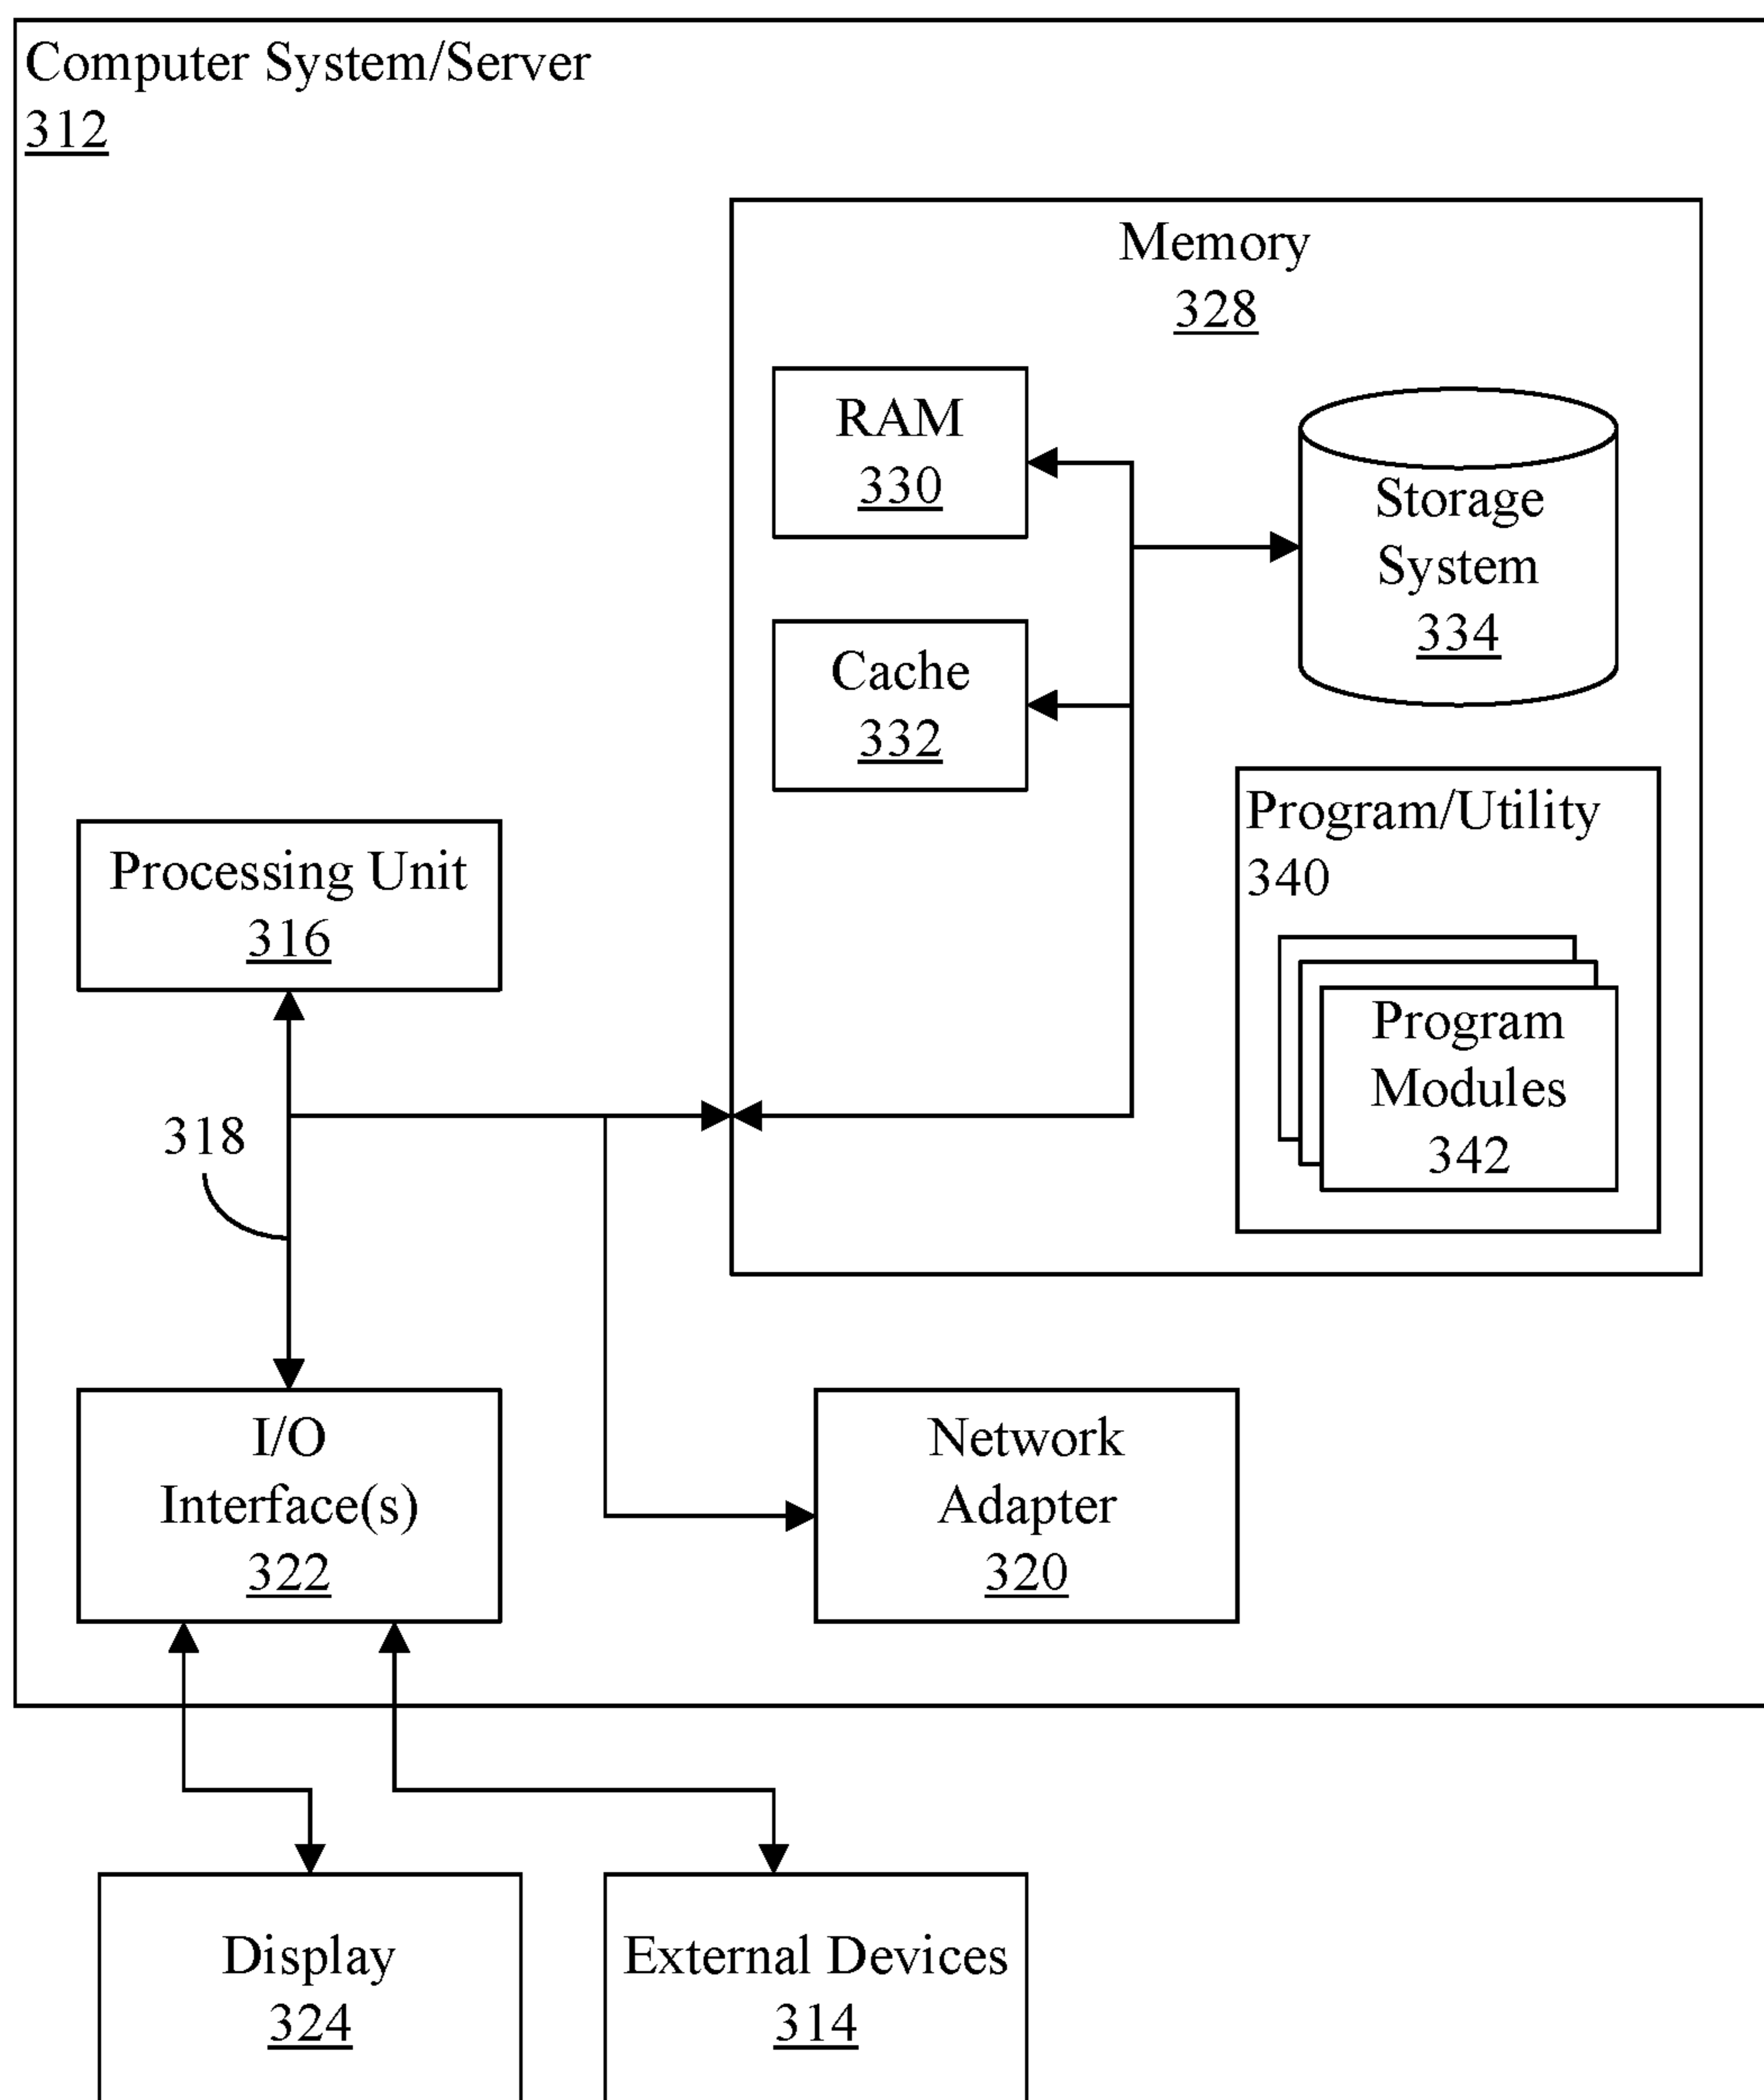 Computer System/Server
312
Memory
328
RAM
330
Storage
System
334
Cache
332
Program/Utility
340
Processing Unit
316
Program
Modules
342
318
I/O
Interface(s)
322
Network
Adapter
320
Display
324
External Devices
314